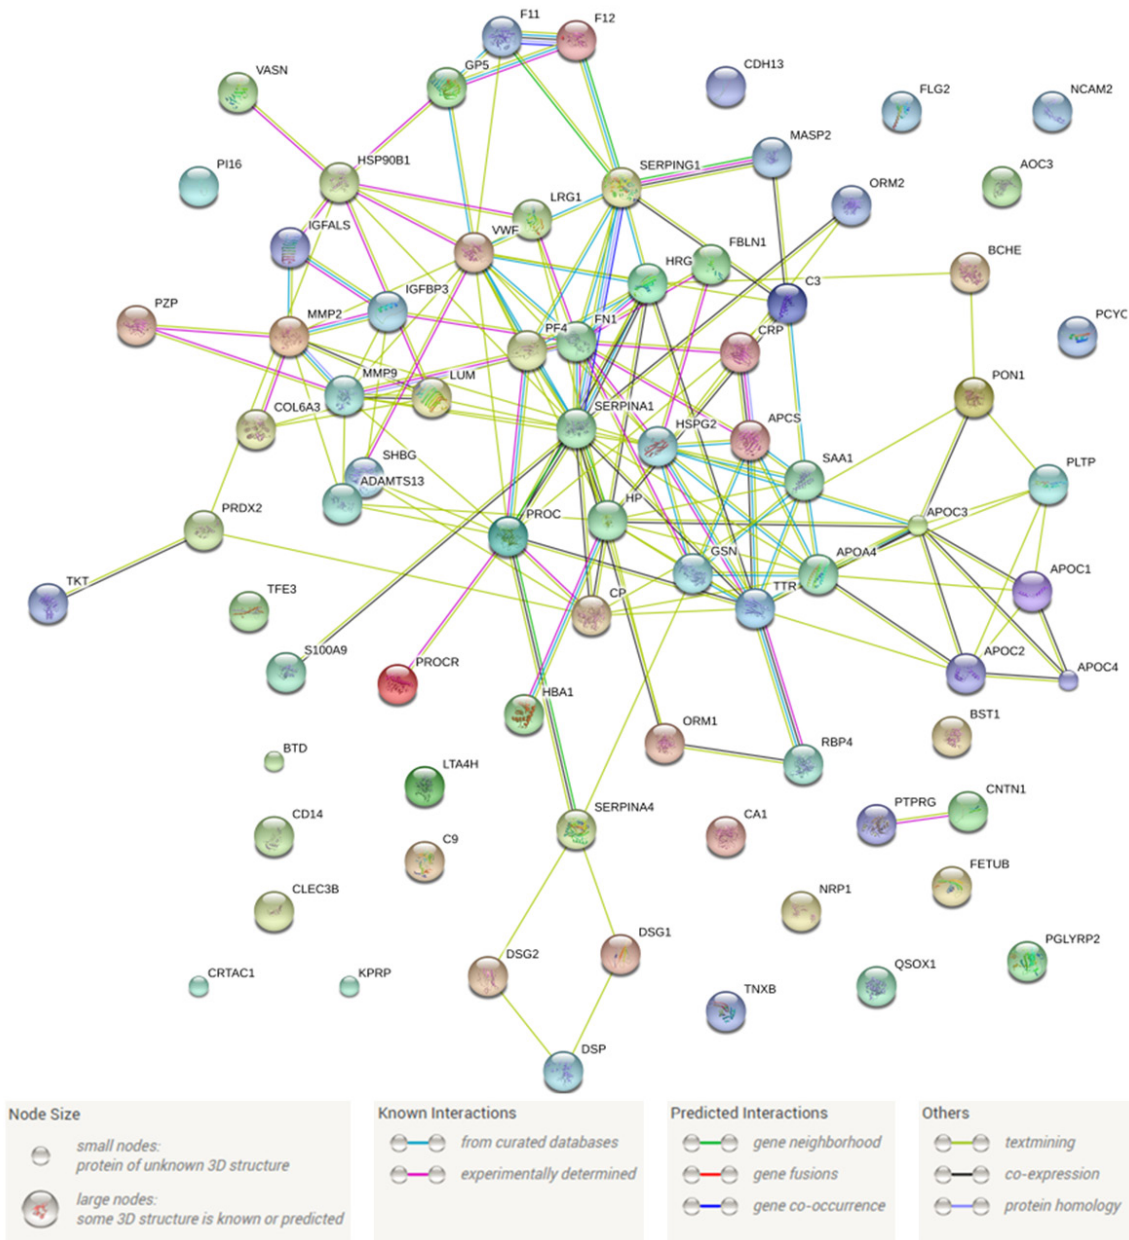 F11
F12
GP5
VASN
CDH13
FLG2
NCAM2
MASP2
HSP90B1
SERPING1
PI16
AOC3
ORM2
LRG1
IGFALS
VWF
FBLN1
BCHE
HRG
C3
IGFBP3
PZP
MMP2
FN1
PF4
CRP
PCYC
MMP9
LUM
PON1
COL6A3
SERPINA1
HSPG2
APCS
SHBG
SAA1
PLTP
ADAMTS13
HP
PRDX2
PROC
APOC3
GSN
APOA4
APOC1
TKT
TFE3
CP
TTR
S100A9
PROCR
APOC2
APOC4
HBA1
ORM1
BST1
RBP4
BTD
LTA4H
SERPINA4
PTPRG
CNTN1
CD14
C9
CA1
FETUB
CLEC3B
NRP1
DSG1
DSG2
PGLYRP2
CRTAC1
KPRP
QSOX1
TNXB
DSP
Node Size
small nodes:
protein of unknown 3D structure
large nodes:
some 3D structure is known or predicted
Known Interactions
from curated databases
experimentally determined
Predicted Interactions
gene neighborhood
gene fusions
gene co-occurrence
Others
textmining
co-expression
protein homology